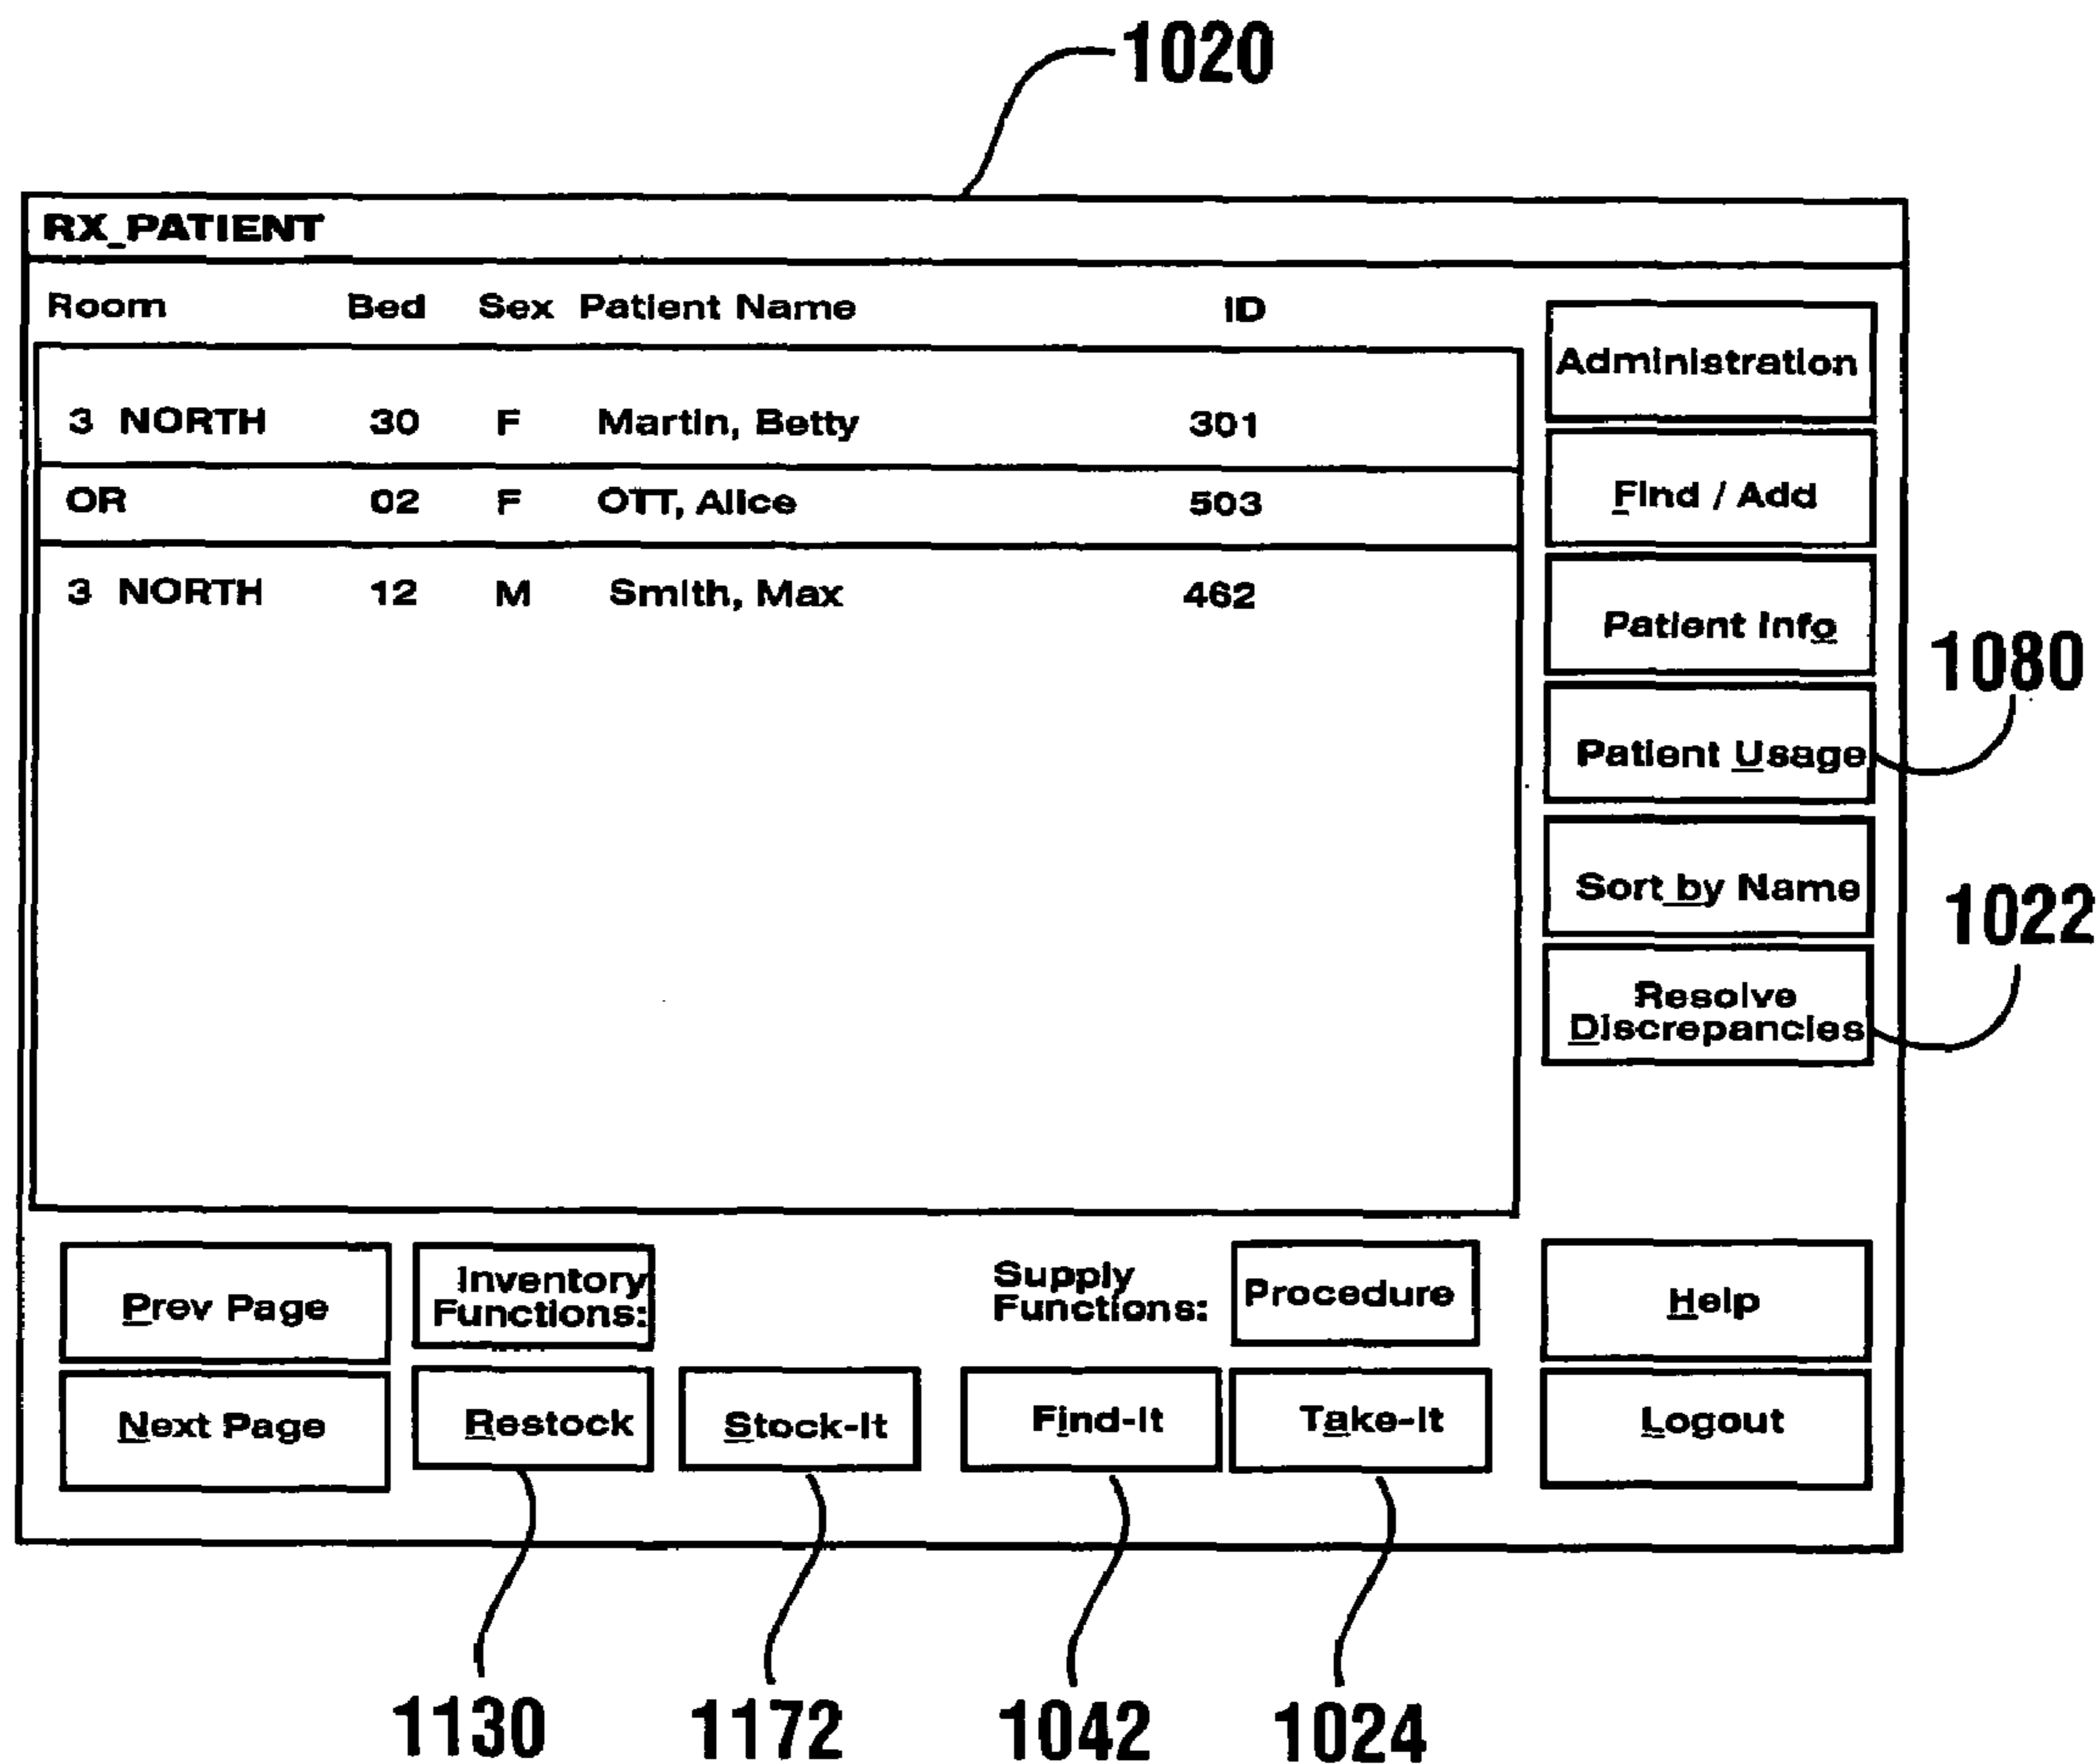 1020
RX_PATIENT
Room Bed Sex Patient Name ID
3 NORTH 30 F Martin, Betty 301
OR 02 F OTT, Alice 503
3 NORTH 12 M Smith, Max 462
Administration
Find / Add
Patient Info
1080
Patient Usage
Sort by Name
1022
Resolve
Discrepancies
Prev Page
Inventory
Functions:
Supply
Functions:
Procedure
Help
Next Page
Restock
Stock-It
Find-It
Take-It
Logout
1130 1172 1042 1024